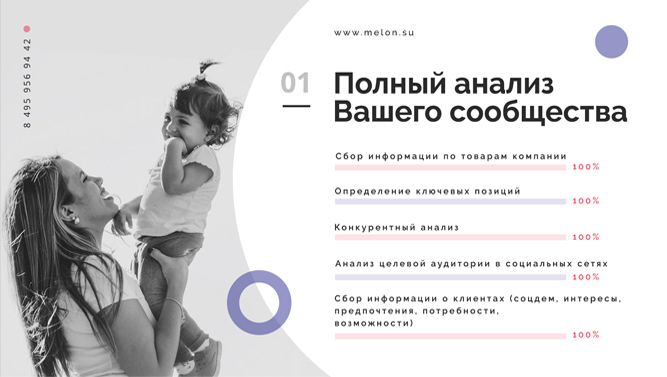 8 495 956 94 42
www.melon.su
01
Полный анализ
Вашего сообщества
Сбор информации по товарам компании
100%
Определение ключевых позиций
100%
Конкурентный анализ
100%
Анализ целевой аудитории в социальных сетях
100%
Сбор информации о клиентах (соцдем, интересы,
предпочтения, потребности,
возможности)
100%